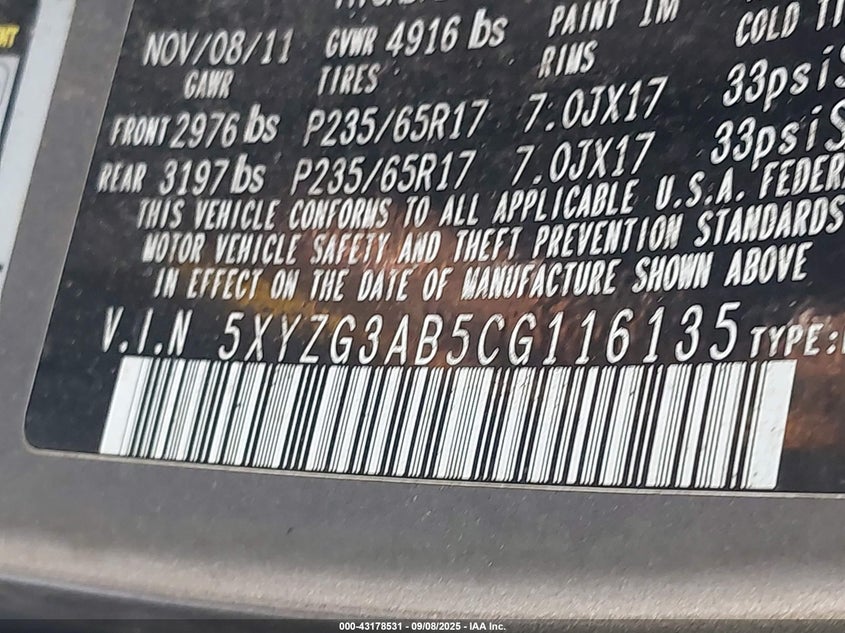 NOV/08/11 GVWR 4916 lbs PAINT 1M COLD
GAWR TIRES RIMS
FRONT 2976 lbs P235/65R17 7.0JX17 33psi
REAR 3197 lbs P235/65R17 7.0JX17 33psi
THIS VEHICLE CONFORMS TO ALL APPLICABLE U.S.A. FEDER
MOTOR VEHICLE SAFETY AND THEFT PREVENTION STANDARDS
IN EFFECT ON THE DATE OF MANUFACTURE SHOWN ABOVE
V.I.N 5XYZG3AB5CG116135 TYPE:
000-43178531 - 09/08/2025 - IAA Inc.